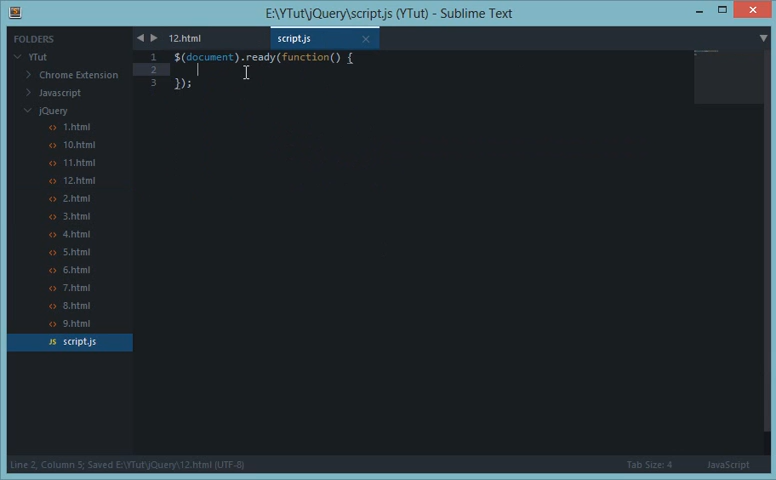 E:\YTut\jQuery\script.js (YTut) - Sublime Text
FOLDERS
YTut
Chrome Extension
Javascript
jQuery
<> 1.html
<> 10.html
<> 11.html
<> 12.html
<> 2.html
<> 3.html
<> 4.html
<> 5.html
<> 6.html
<> 7.html
<> 8.html
<> 9.html
JS script.js
12.html
script.js
1 $(document).ready(function() {
2
3 });
Line 2, Column 5; Saved E:\YTut\jQuery\12.html (UTF-8)
Tab Size: 4
JavaScript